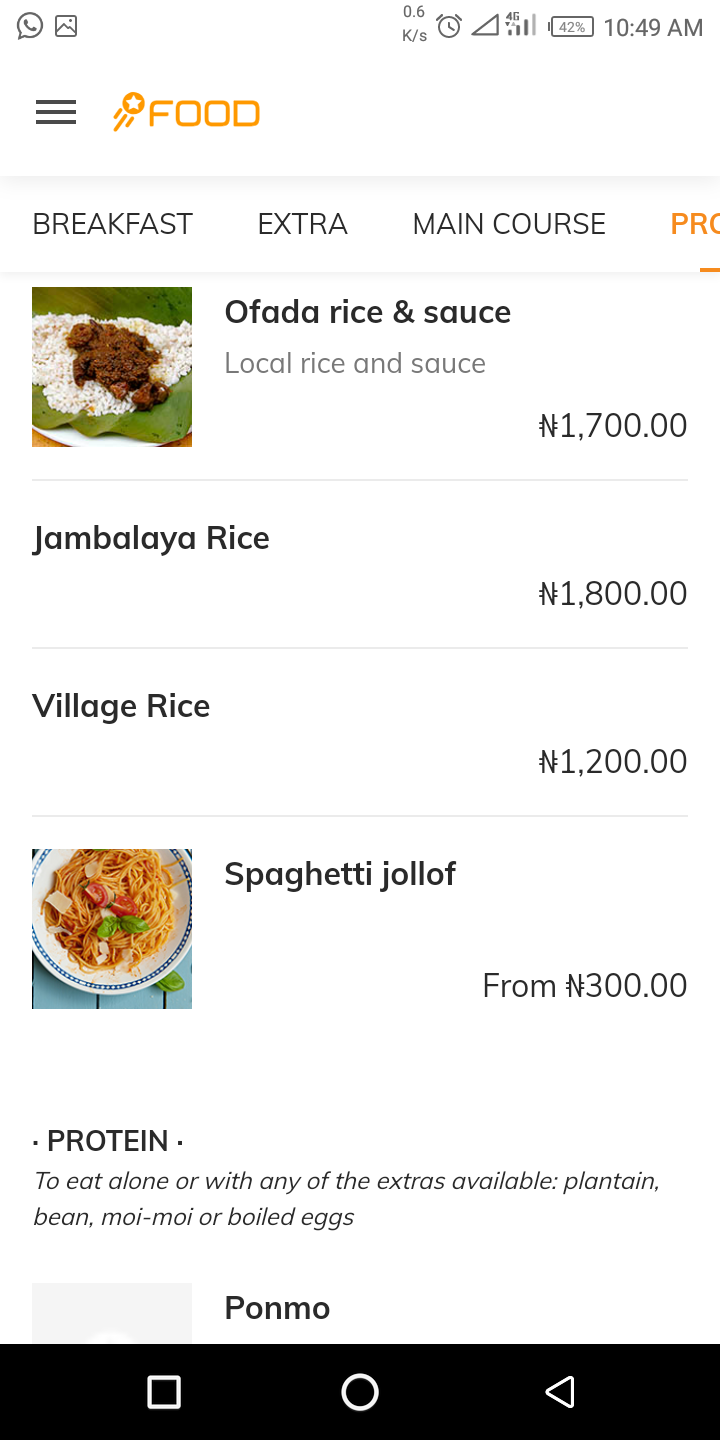 0.6
K/s
4G
42%
10:49 AM
FOOD
BREAKFAST EXTRA MAIN COURSE PRO
Ofada rice & sauce
Local rice and sauce
₦1,700.00
Jambalaya Rice
₦1,800.00
Village Rice
₦1,200.00
Spaghetti jollof
From ₦300.00
· PROTEIN ·
To eat alone or with any of the extras available: plantain,
bean, moi-moi or boiled eggs
Ponmo